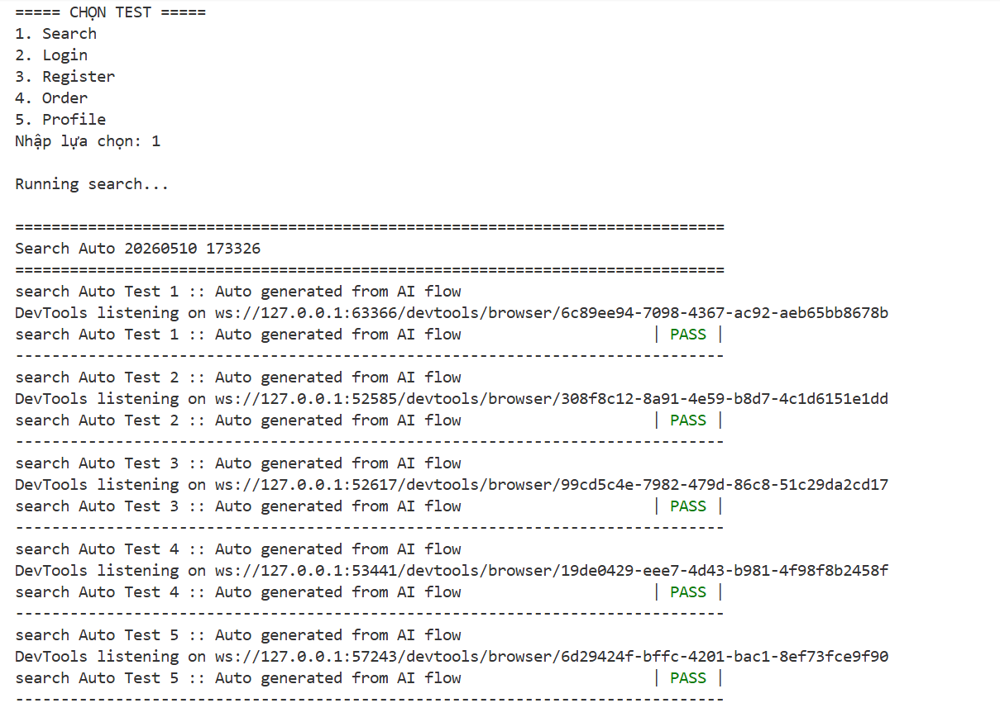 ===== CHỌN TEST =====
1. Search
2. Login
3. Register
4. Order
5. Profile
Nhập lựa chọn: 1
Running search...
==============================================================================
Search Auto 20260510 173326
==============================================================================
search Auto Test 1 :: Auto generated from AI flow
DevTools listening on ws://127.0.0.1:63366/devtools/browser/6c89ee94-7098-4367-ac92-aeb65bb8678b
search Auto Test 1 :: Auto generated from AI flow                     | PASS |
------------------------------------------------------------------------------
search Auto Test 2 :: Auto generated from AI flow
DevTools listening on ws://127.0.0.1:52585/devtools/browser/308f8c12-8a91-4e59-b8d7-4c1d6151e1dd
search Auto Test 2 :: Auto generated from AI flow                     | PASS |
------------------------------------------------------------------------------
search Auto Test 3 :: Auto generated from AI flow
DevTools listening on ws://127.0.0.1:52617/devtools/browser/99cd5c4e-7982-479d-86c8-51c29da2cd17
search Auto Test 3 :: Auto generated from AI flow                     | PASS |
------------------------------------------------------------------------------
search Auto Test 4 :: Auto generated from AI flow
DevTools listening on ws://127.0.0.1:53441/devtools/browser/19de0429-eee7-4d43-b981-4f98f8b2458f
search Auto Test 4 :: Auto generated from AI flow                     | PASS |
------------------------------------------------------------------------------
search Auto Test 5 :: Auto generated from AI flow
DevTools listening on ws://127.0.0.1:57243/devtools/browser/6d29424f-bffc-4201-bac1-8ef73fce9f90
search Auto Test 5 :: Auto generated from AI flow                     | PASS |
------------------------------------------------------------------------------